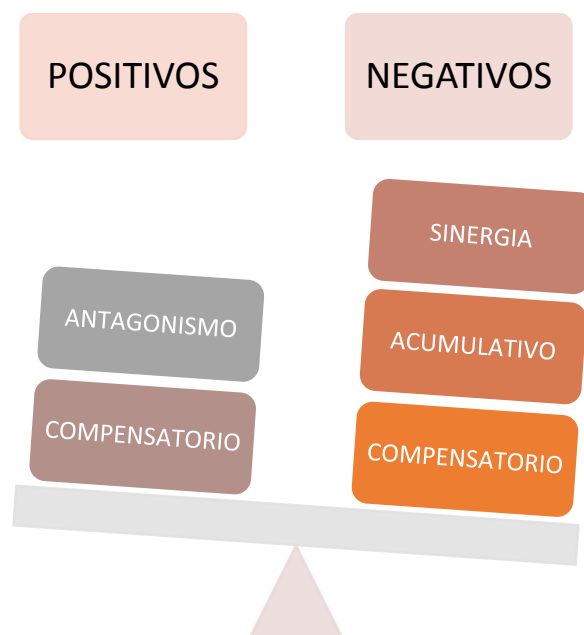 POSITIVOS
NEGATIVOS
SINERGIA
ANTAGONISMO
ACUMULATIVO
COMPENSATORIO
COMPENSATORIO